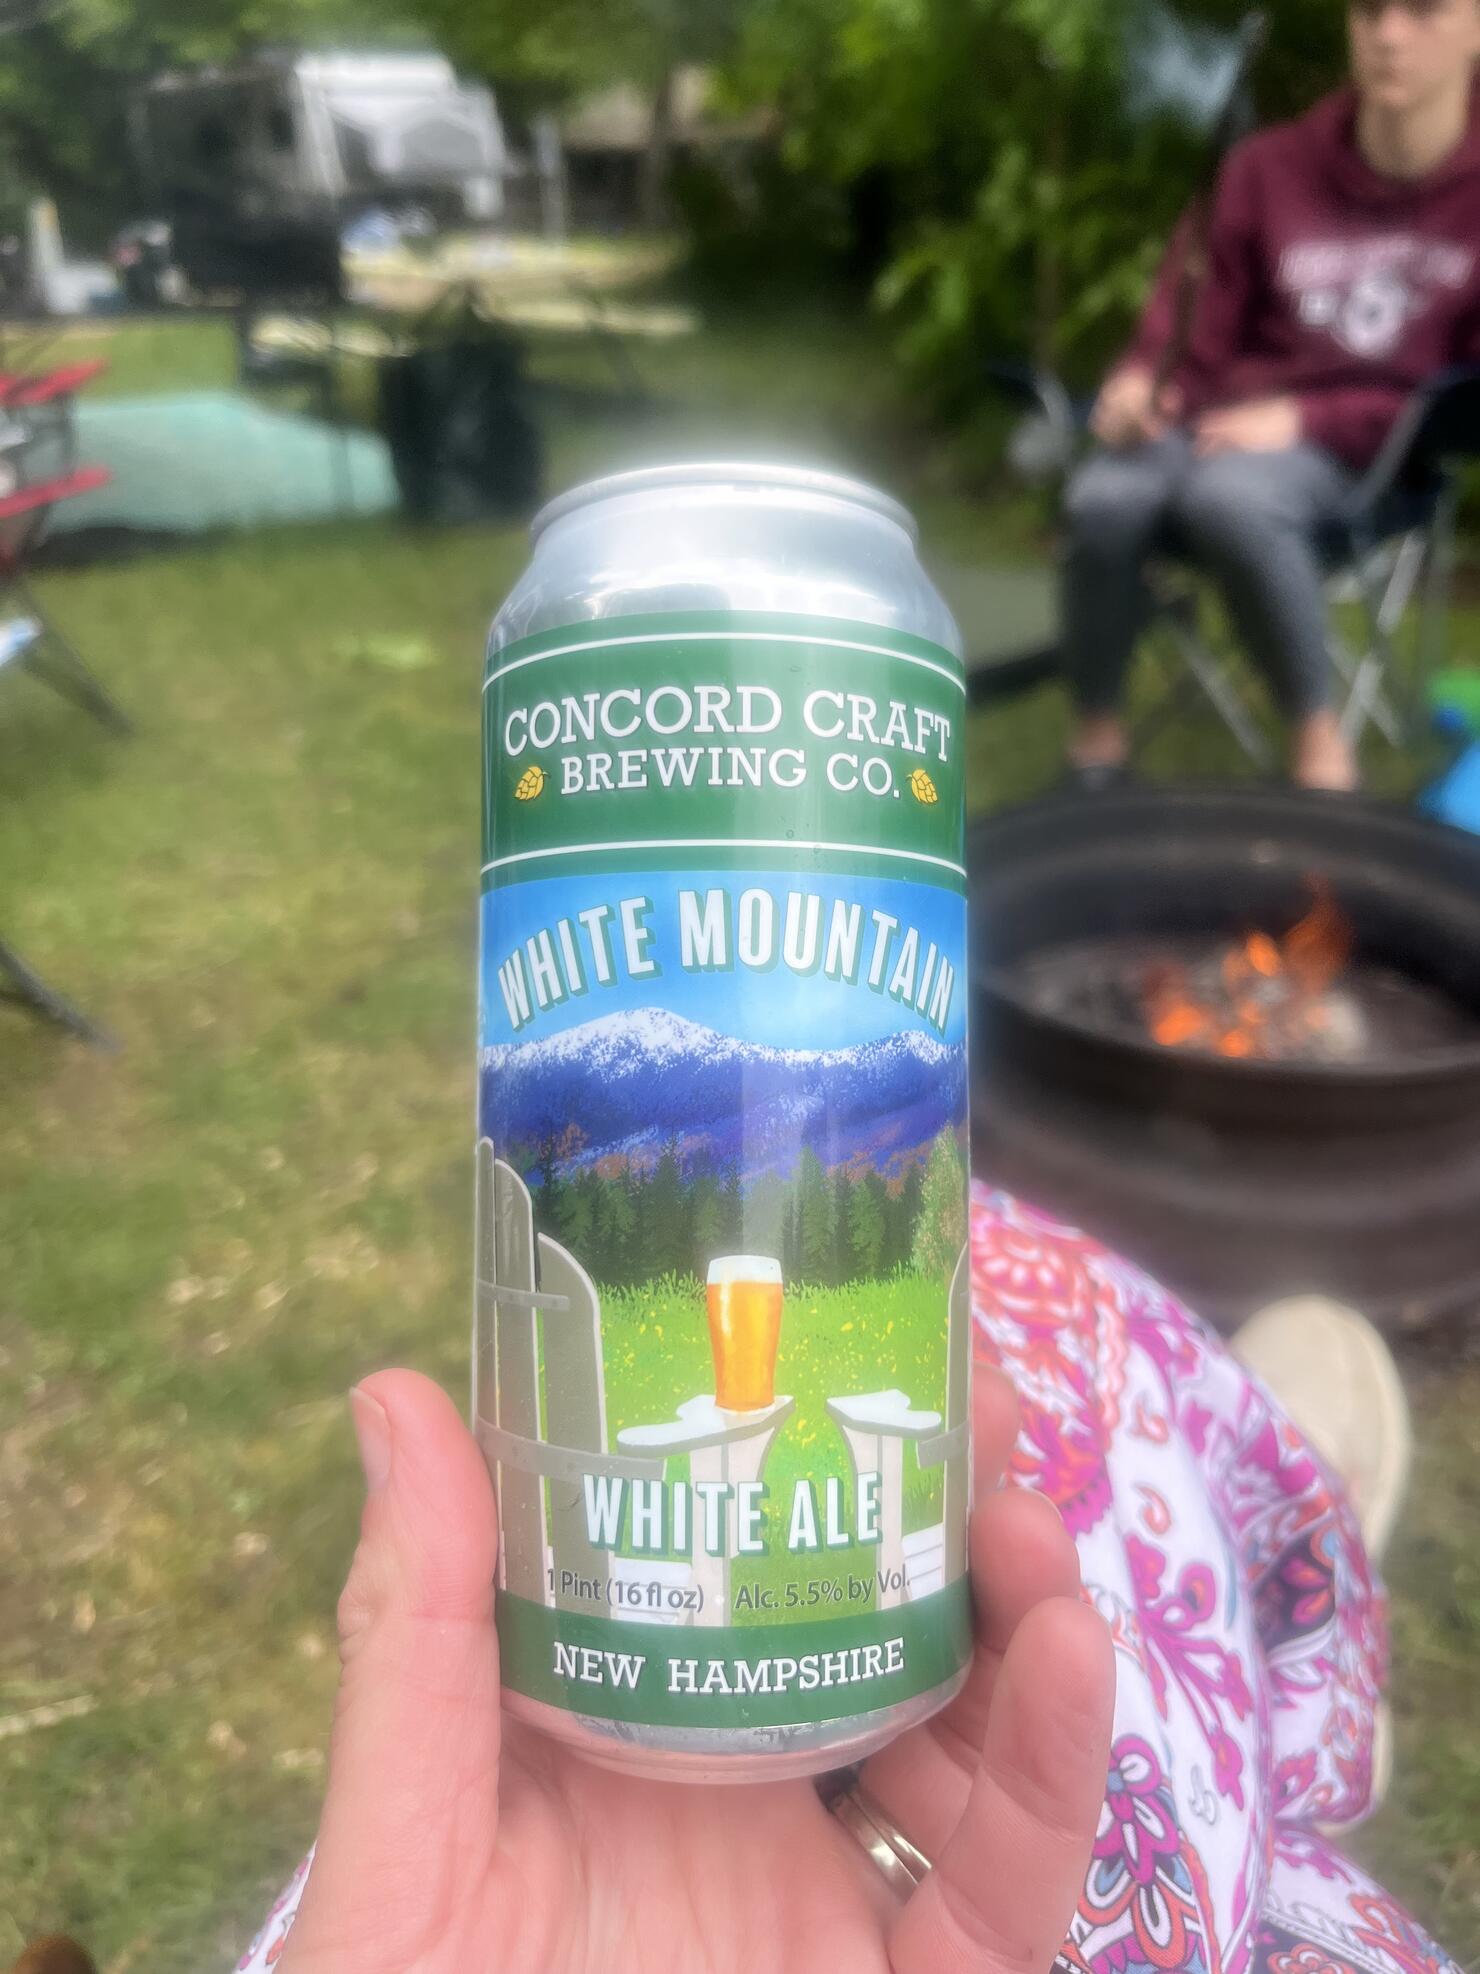 CONCORD CRAFT
BREWING CO.
WHITE MOUNTAIN
WHITE ALE
1 Pint (16 fl oz) Alc. 5.5% by Vol.
NEW HAMPSHIRE